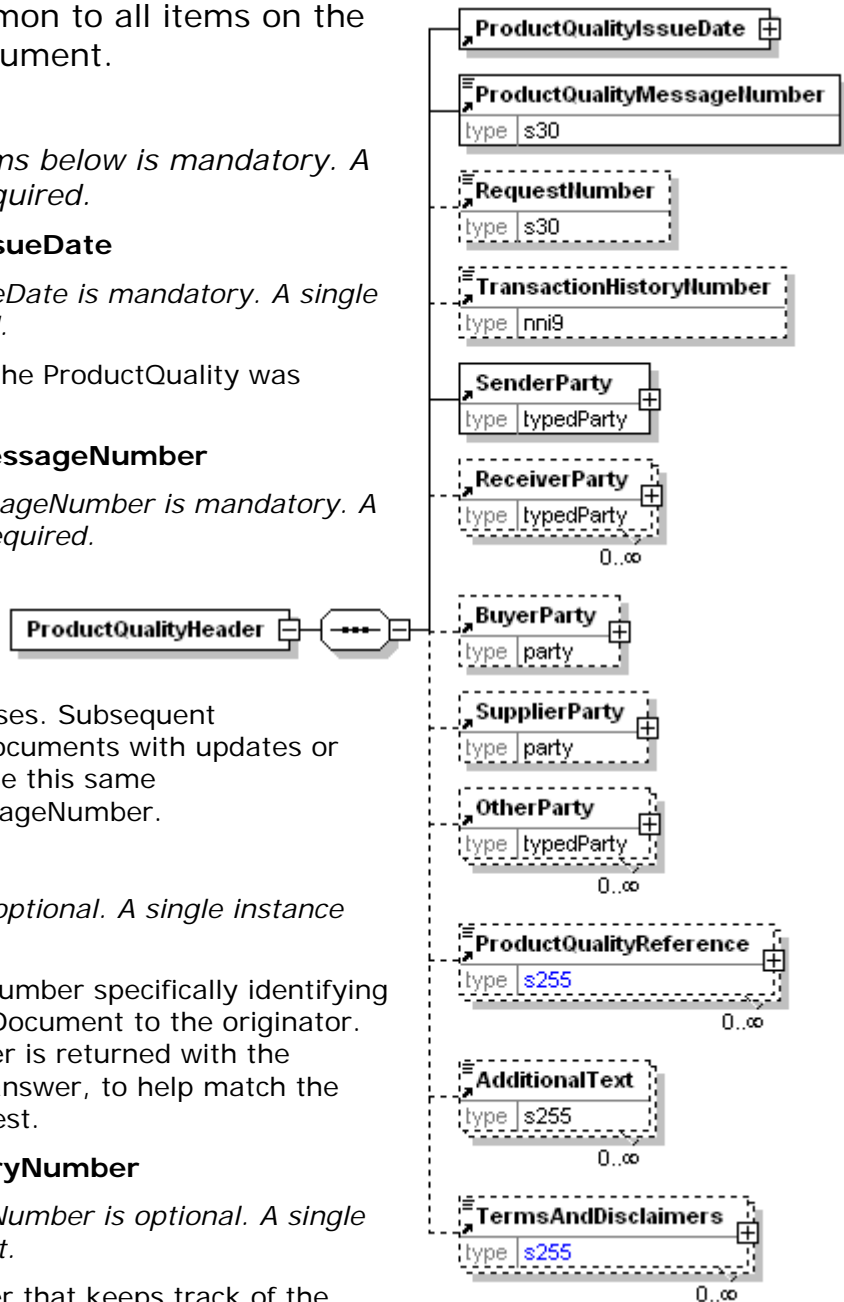 mon to all items on the
ument.
ms below is mandatory. A
quired.
sueDate
eDate is mandatory. A single
.
he ProductQuality was
essageNumber
ageNumber is mandatory. A
equired.
ses. Subsequent
ocuments with updates or
e this same
ageNumber.
optional. A single instance
umber specifically identifying
Document to the originator.
er is returned with the
nswer, to help match the
est.
ryNumber
Number is optional. A single
t.
er that keeps track of the
ProductQualityHeader
ProductQualityIssueDate
ProductQualityMessageNumber
type s30
RequestNumber
type s30
TransactionHistoryNumber
type nni9
SenderParty
type typedParty
ReceiverParty
type typedParty
0..∞
BuyerParty
type party
SupplierParty
type party
OtherParty
type typedParty
0..∞
ProductQualityReference
type s255
0..∞
AdditionalText
type s255
0..∞
TermsAndDisclaimers
type s255
0..∞